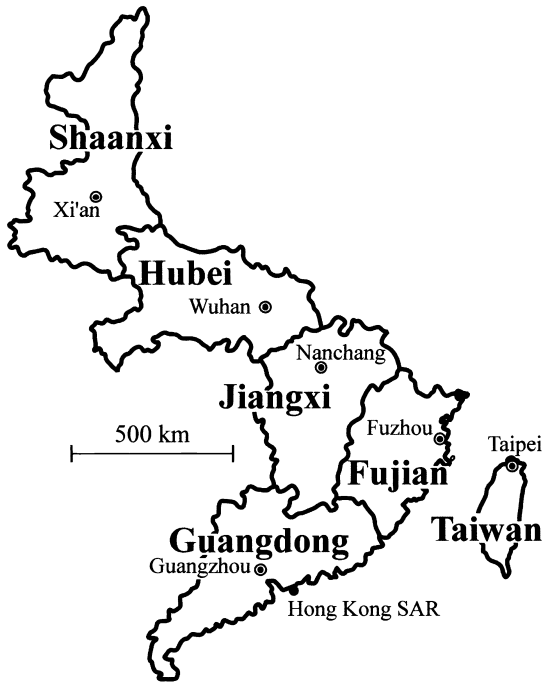 Shaanxi
Xi'an
Hubei
Wuhan
Nanchang
Jiangxi
500 km
Fuzhou
Taipei
Fujian
Taiwan
Guangdong
Guangzhou
Hong Kong SAR